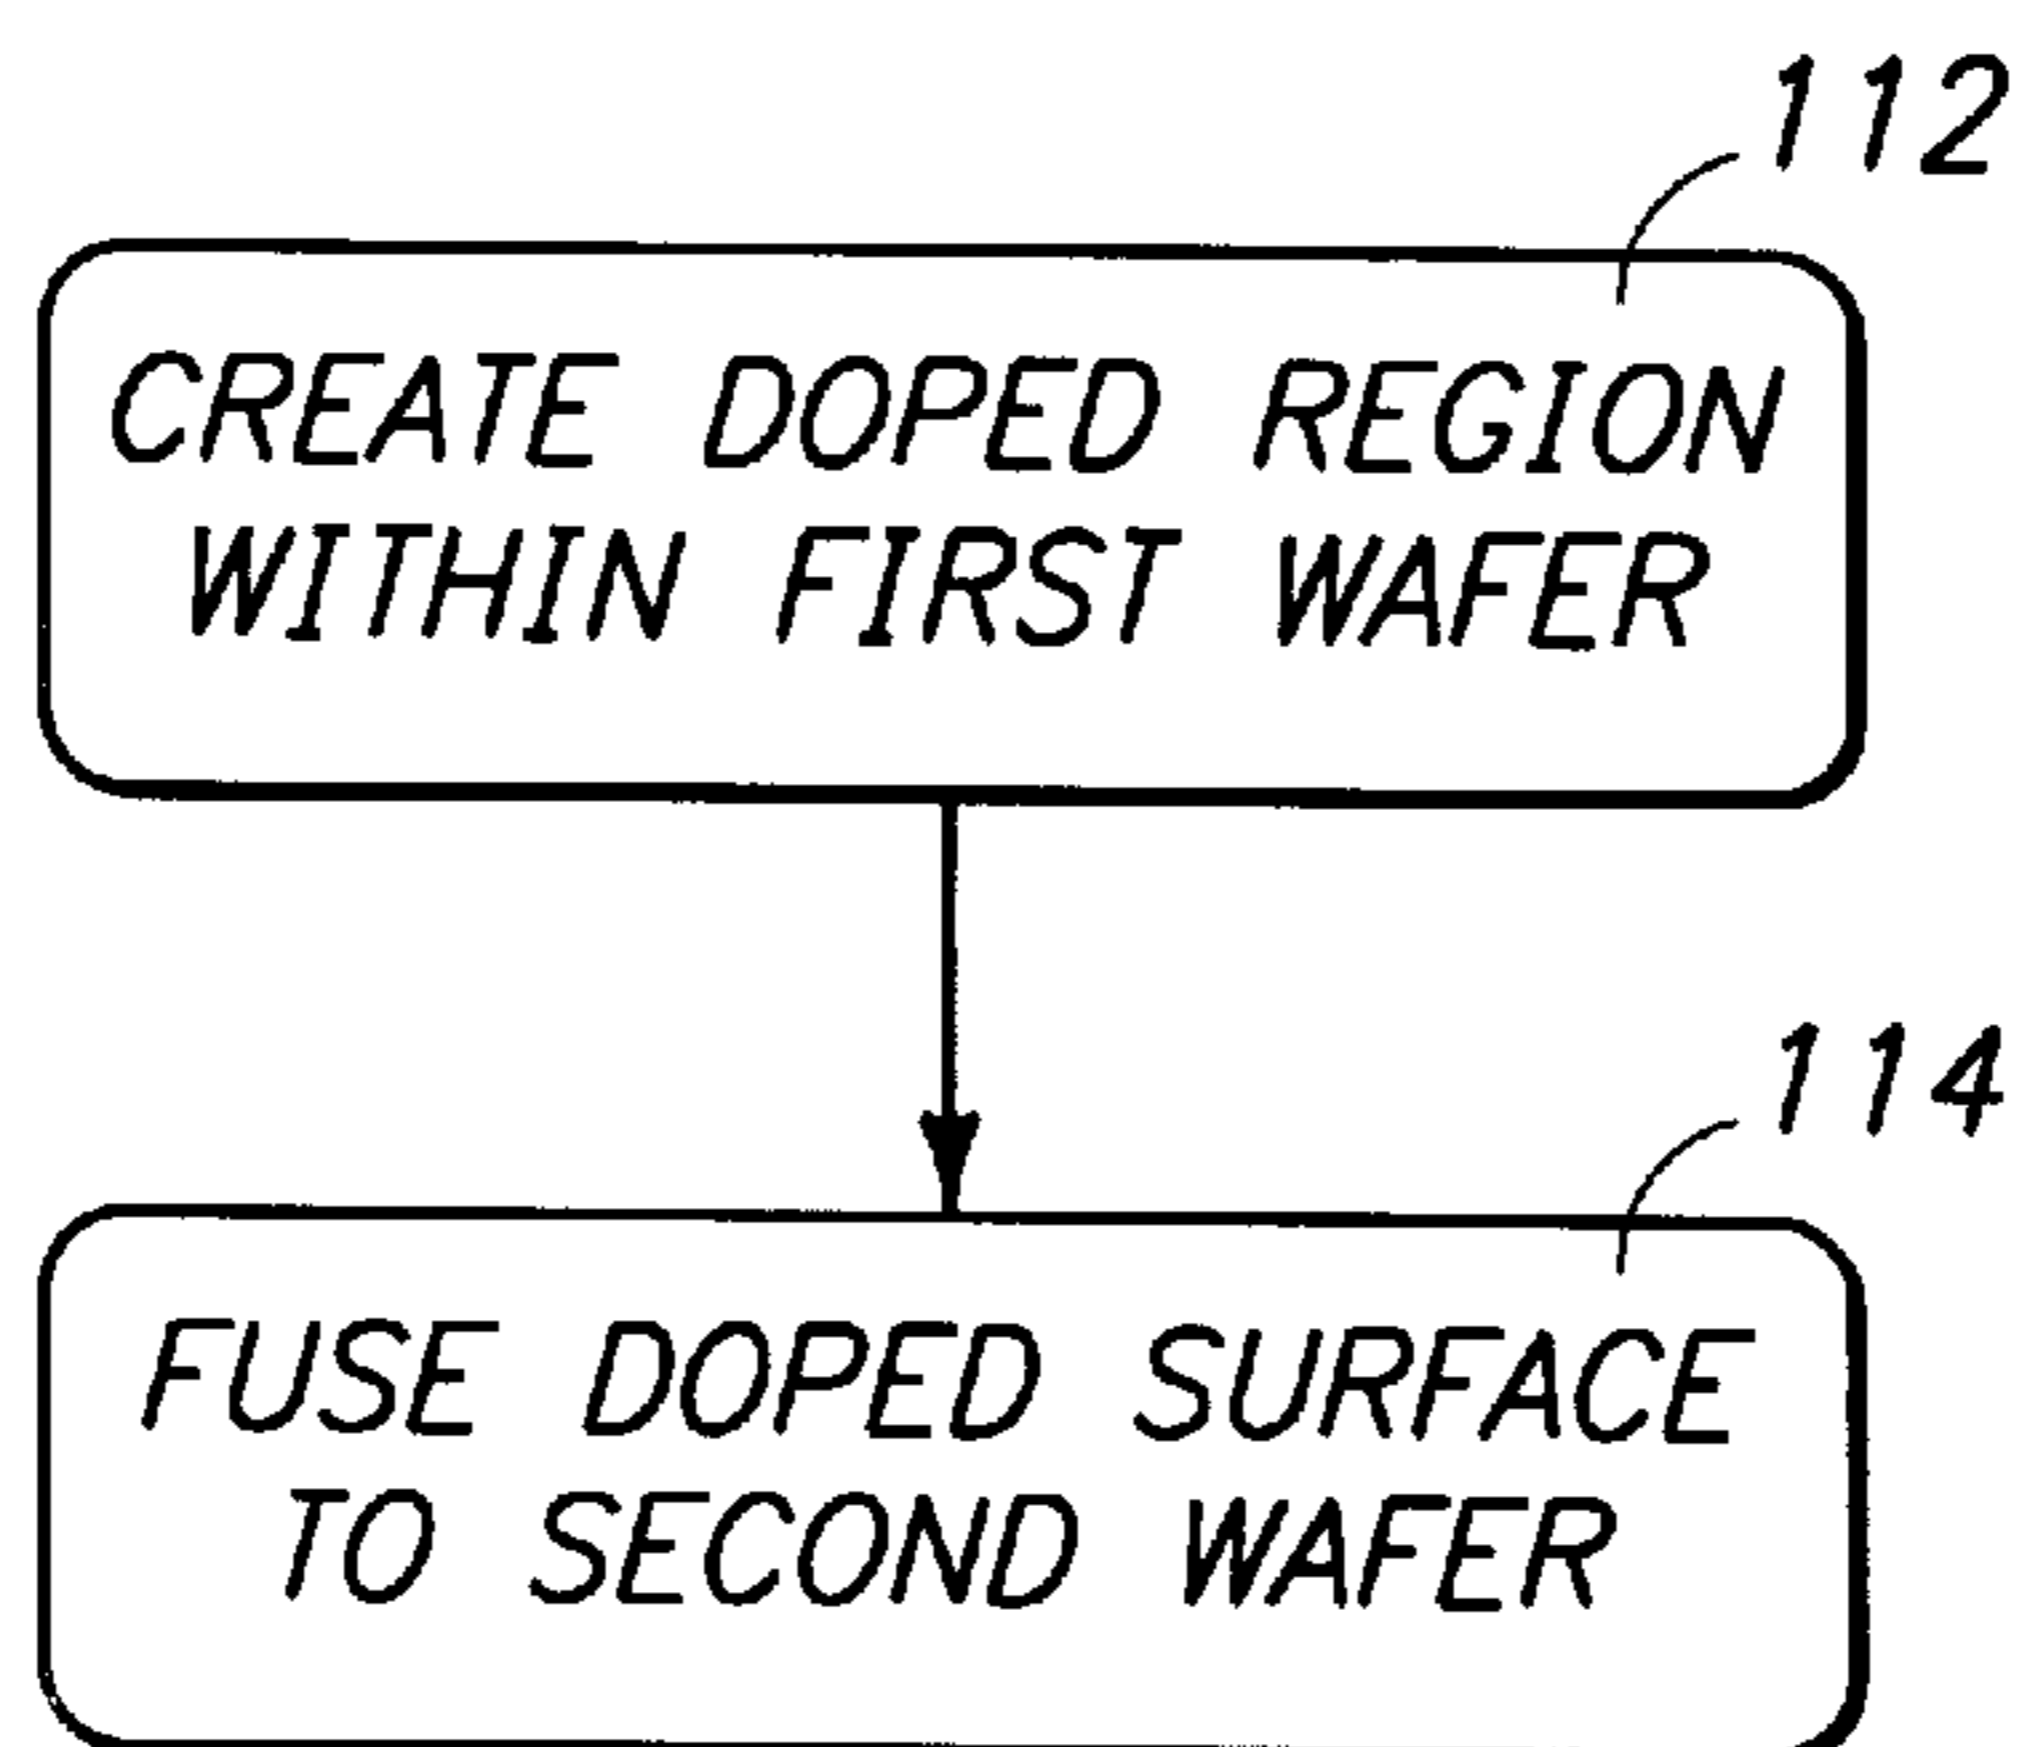 112
CREATE DOPED REGION
WITHIN FIRST WAFER
114
FUSE DOPED SURFACE
TO SECOND WAFER